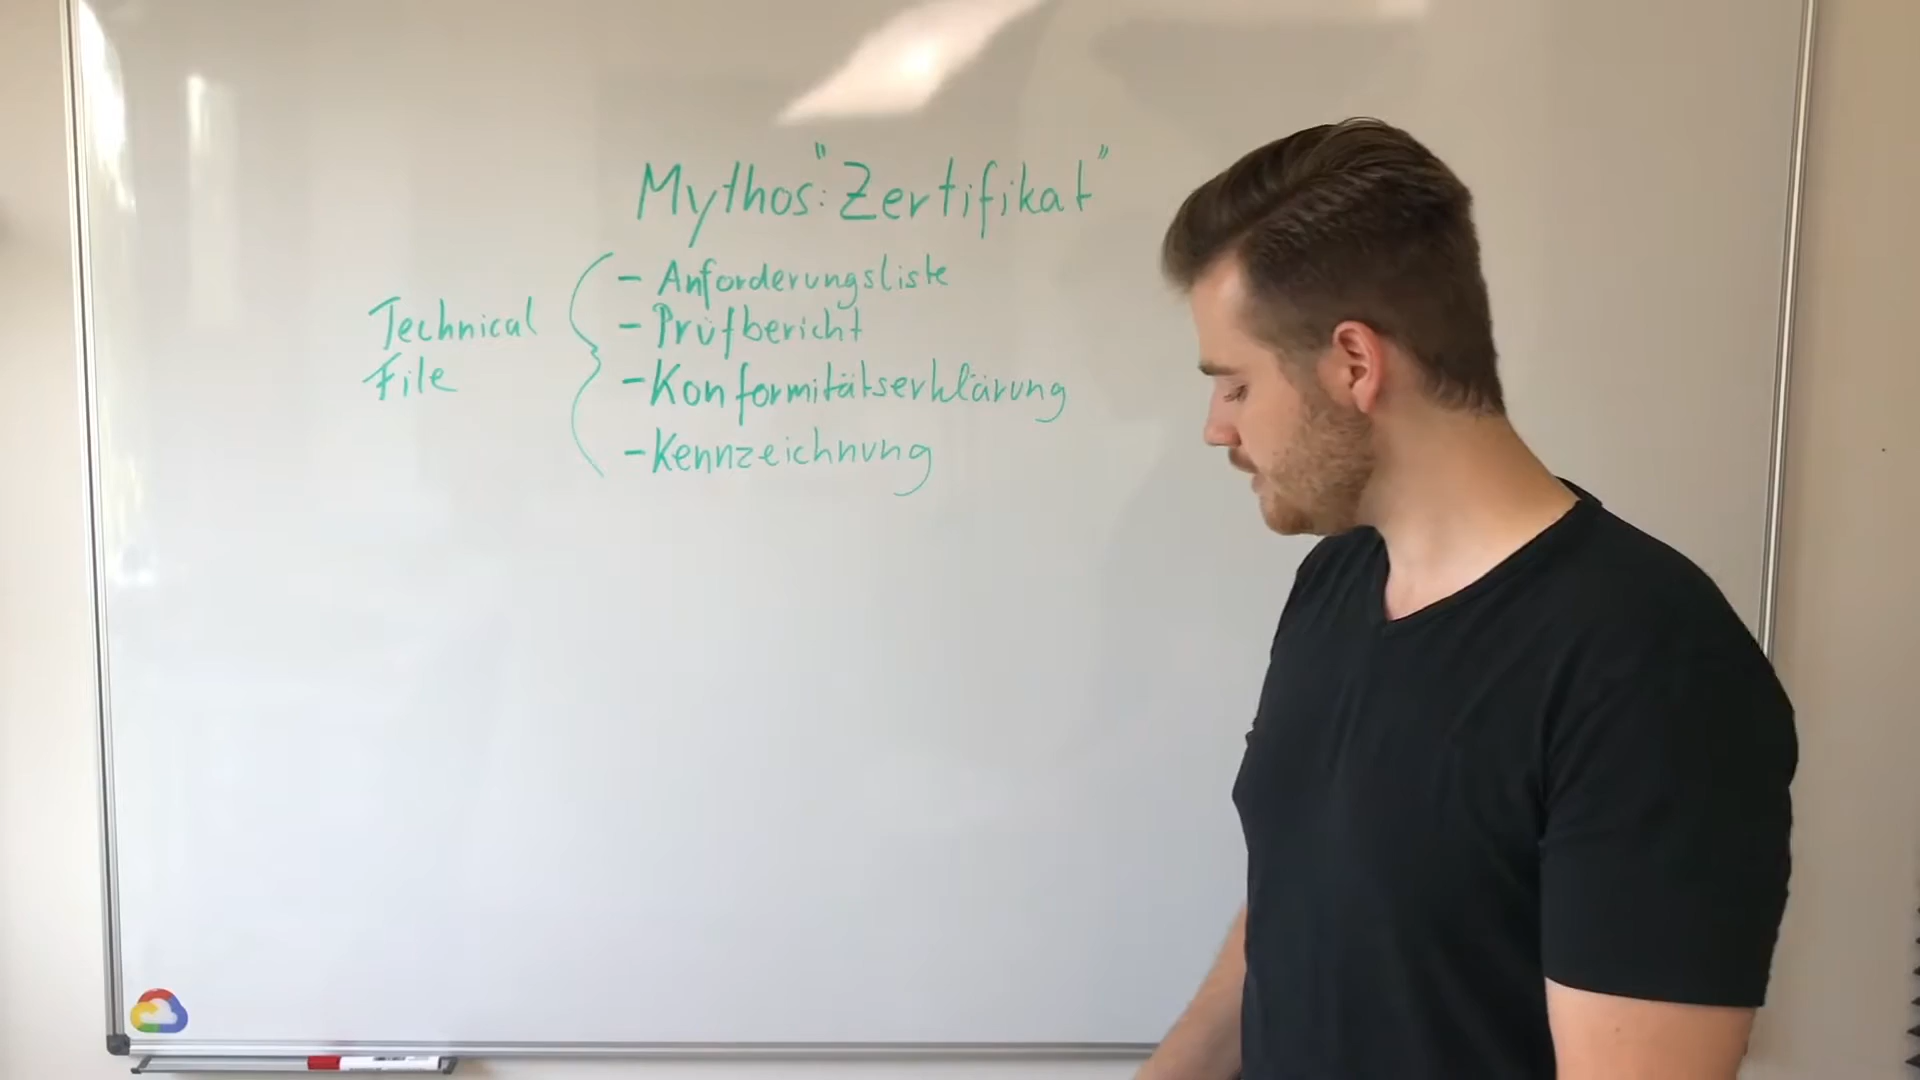 Mythos: "Zertifikat"
- Anforderungsliste
Technical
- Prüfbericht
File
- Konformitätserklärung
- Kennzeichnung